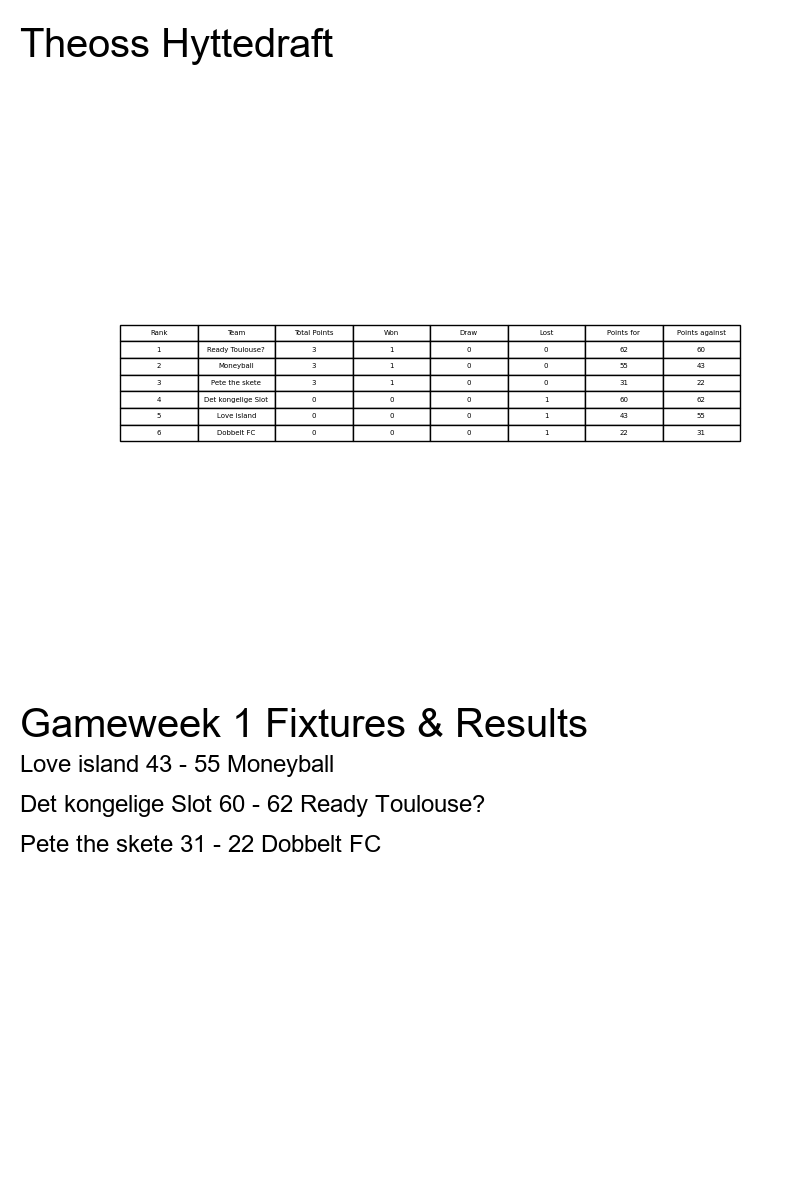 Theoss Hyttedraft
Rank Team Total Points Won Draw Lost Points for Points against
1 Ready Toulouse? 3 1 0 0 62 60
2 Moneyball 3 1 0 0 55 43
3 Pete the skete 3 1 0 0 31 22
4 Det kongelige Slot 0 0 0 1 60 62
5 Love island 0 0 0 1 43 55
6 Dobbelt FC 0 0 0 1 22 31
Gameweek 1 Fixtures & Results
Love island 43 - 55 Moneyball
Det kongelige Slot 60 - 62 Ready Toulouse?
Pete the skete 31 - 22 Dobbelt FC